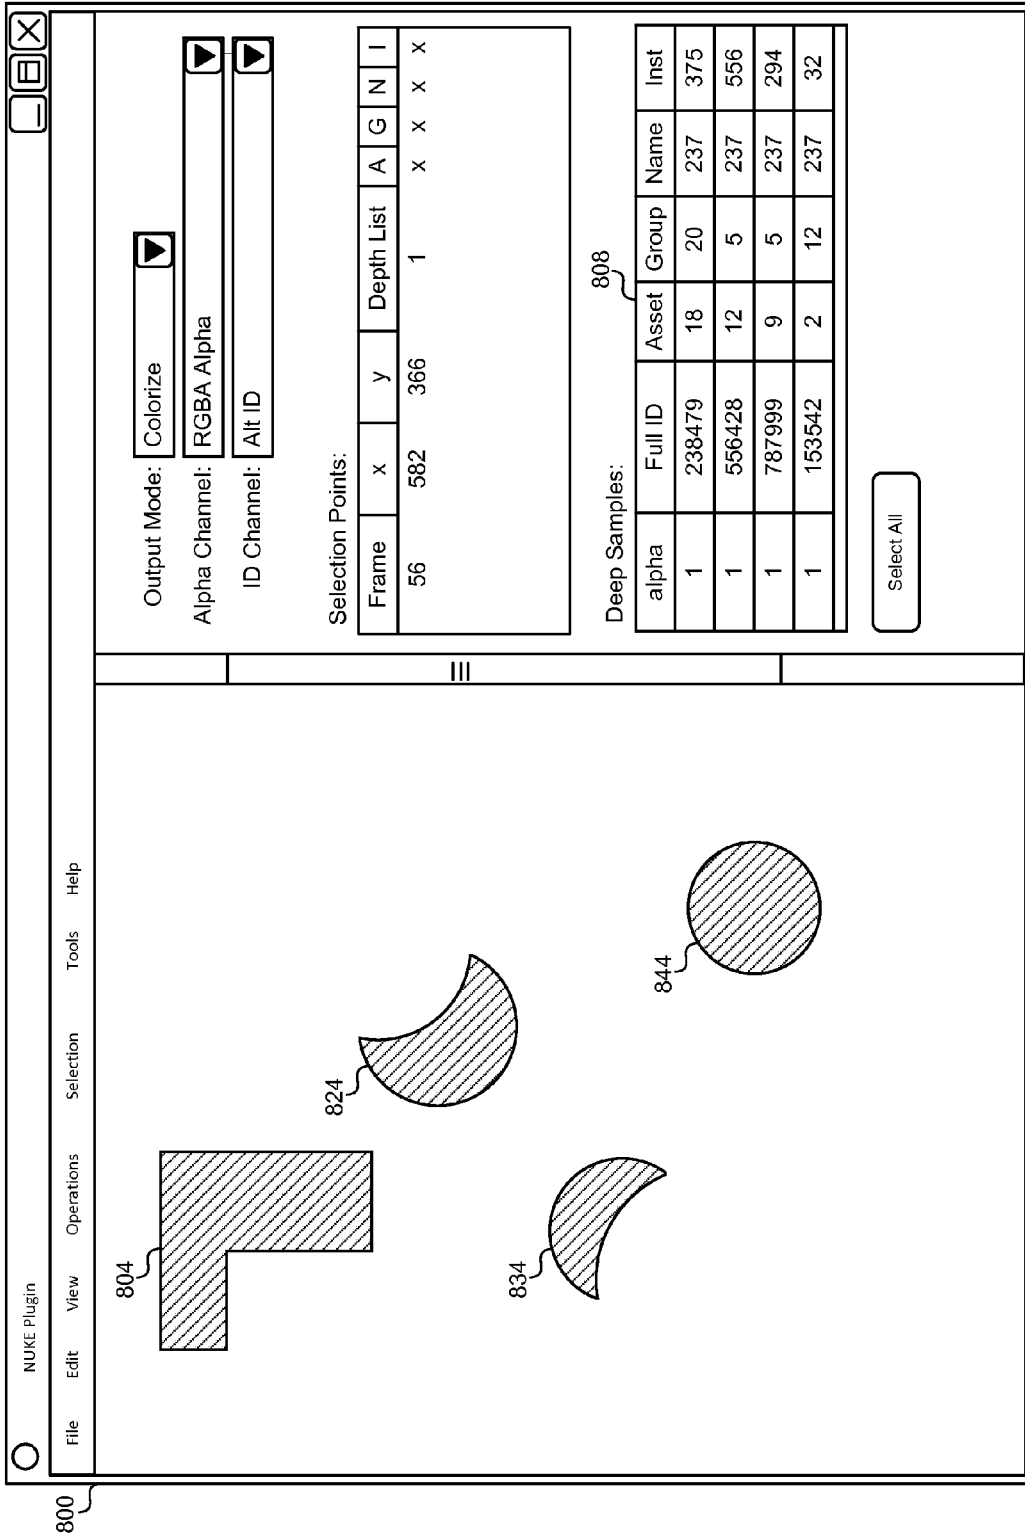 800
NUKE Plugin
File Edit View Operations Selection Tools Help
804
824
834
844
Output Mode: Colorize
Alpha Channel: RGBA Alpha
ID Channel: Alt ID
Selection Points:
Frame x y Depth List A G N I
56 582 366 1 x x x x
808
Deep Samples:
alpha Full ID Asset Group Name Inst
1 238479 18 20 237 375
1 556428 12 5 237 556
1 787999 9 5 237 294
1 153542 2 12 237 32
Select All